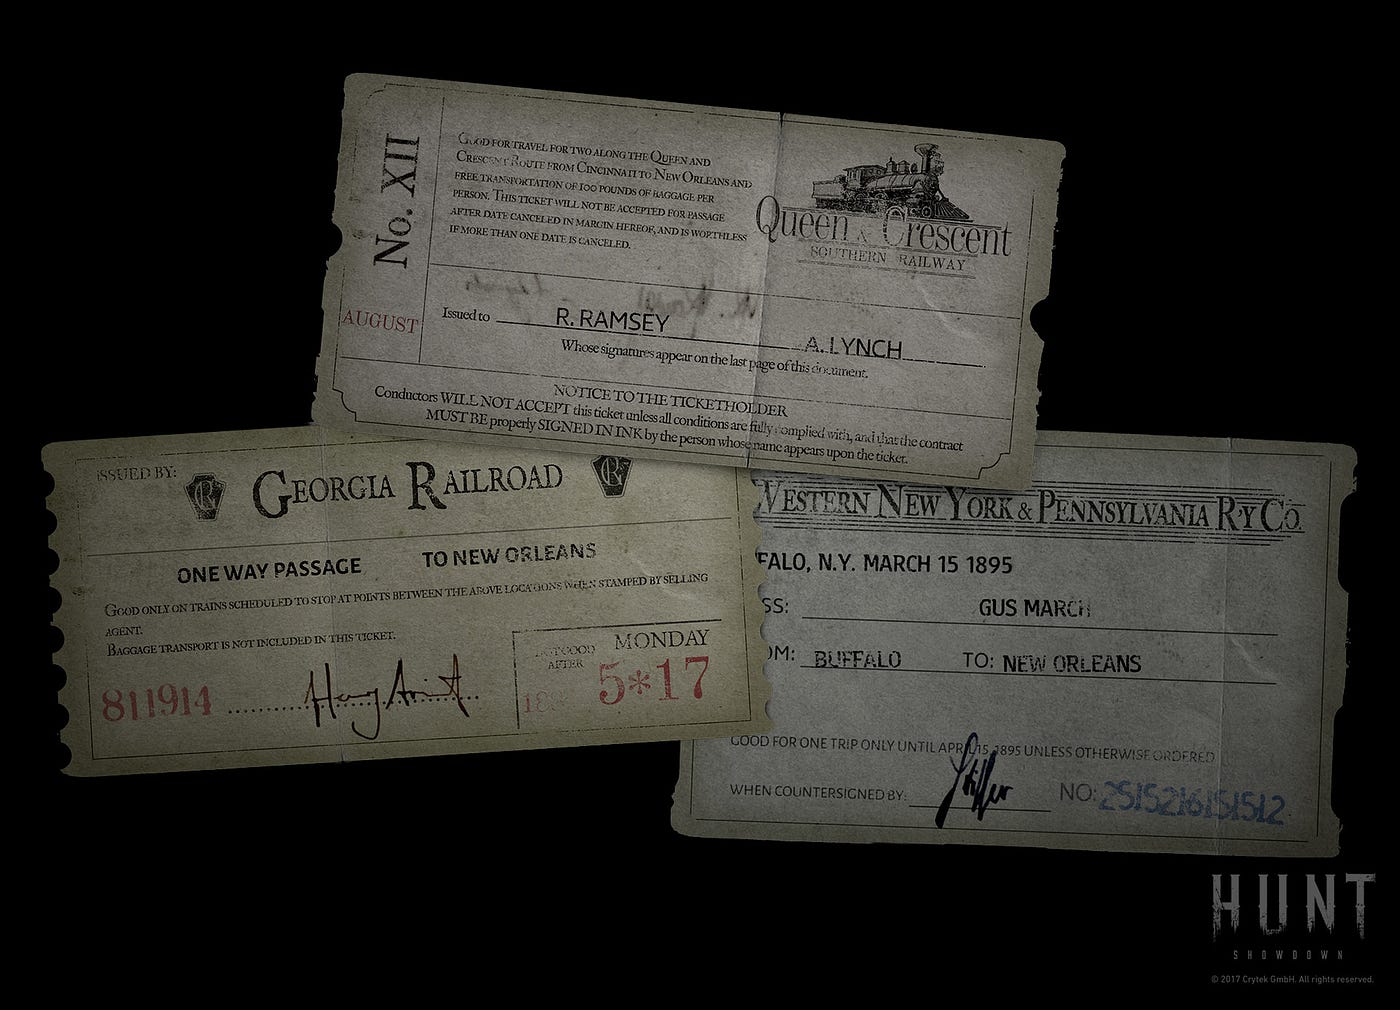 No. XII
AUGUST
GOOD FOR TRAVEL FOR TWO ALONG THE QUEEN AND
CRESCENT ROUTE FROM CINCINNATI TO NEW ORLEANS AND
FREE TRANSPORTATION OF 100 POUNDS OF BAGGAGE PER
PERSON. THIS TICKET WILL NOT BE ACCEPTED FOR PASSAGE
AFTER DATE CANCELED IN MARGIN HEREOF, AND IS WORTHLESS
IF MORE THAN ONE DATE IS CANCELED.
Queen & Crescent
SOUTHERN RAILWAY
Issued to R. RAMSEY A. LYNCH
Whose signatures appear on the last page of this document.
NOTICE TO THE TICKETHOLDER
Conductors WILL NOT ACCEPT this ticket unless all conditions are fully complied with, and that the contract
MUST BE properly SIGNED IN INK by the person whose name appears upon the ticket.
ISSUED BY:
GEORGIA RAILROAD
ONE WAY PASSAGE TO NEW ORLEANS
GOOD ONLY ON TRAINS SCHEDULED TO STOP AT POINTS BETWEEN THE ABOVE LOCATIONS WHEN STAMPED BY SELLING
AGENT.
BAGGAGE TRANSPORT IS NOT INCLUDED IN THIS TICKET.
811914
NOT GOOD
AFTER
MONDAY
189
5*17
WESTERN NEW YORK & PENNSYLVANIA RY CO.
FALO, N.Y. MARCH 15 1895
SS: GUS MARCH
OM: BUFFALO TO: NEW ORLEANS
GOOD FOR ONE TRIP ONLY UNTIL APRIL 15 1895 UNLESS OTHERWISE ORDERED
WHEN COUNTERSIGNED BY: NO: 2515216151512
HUNT
SHOWDOWN
© 2017 Crytek GmbH. All rights reserved.